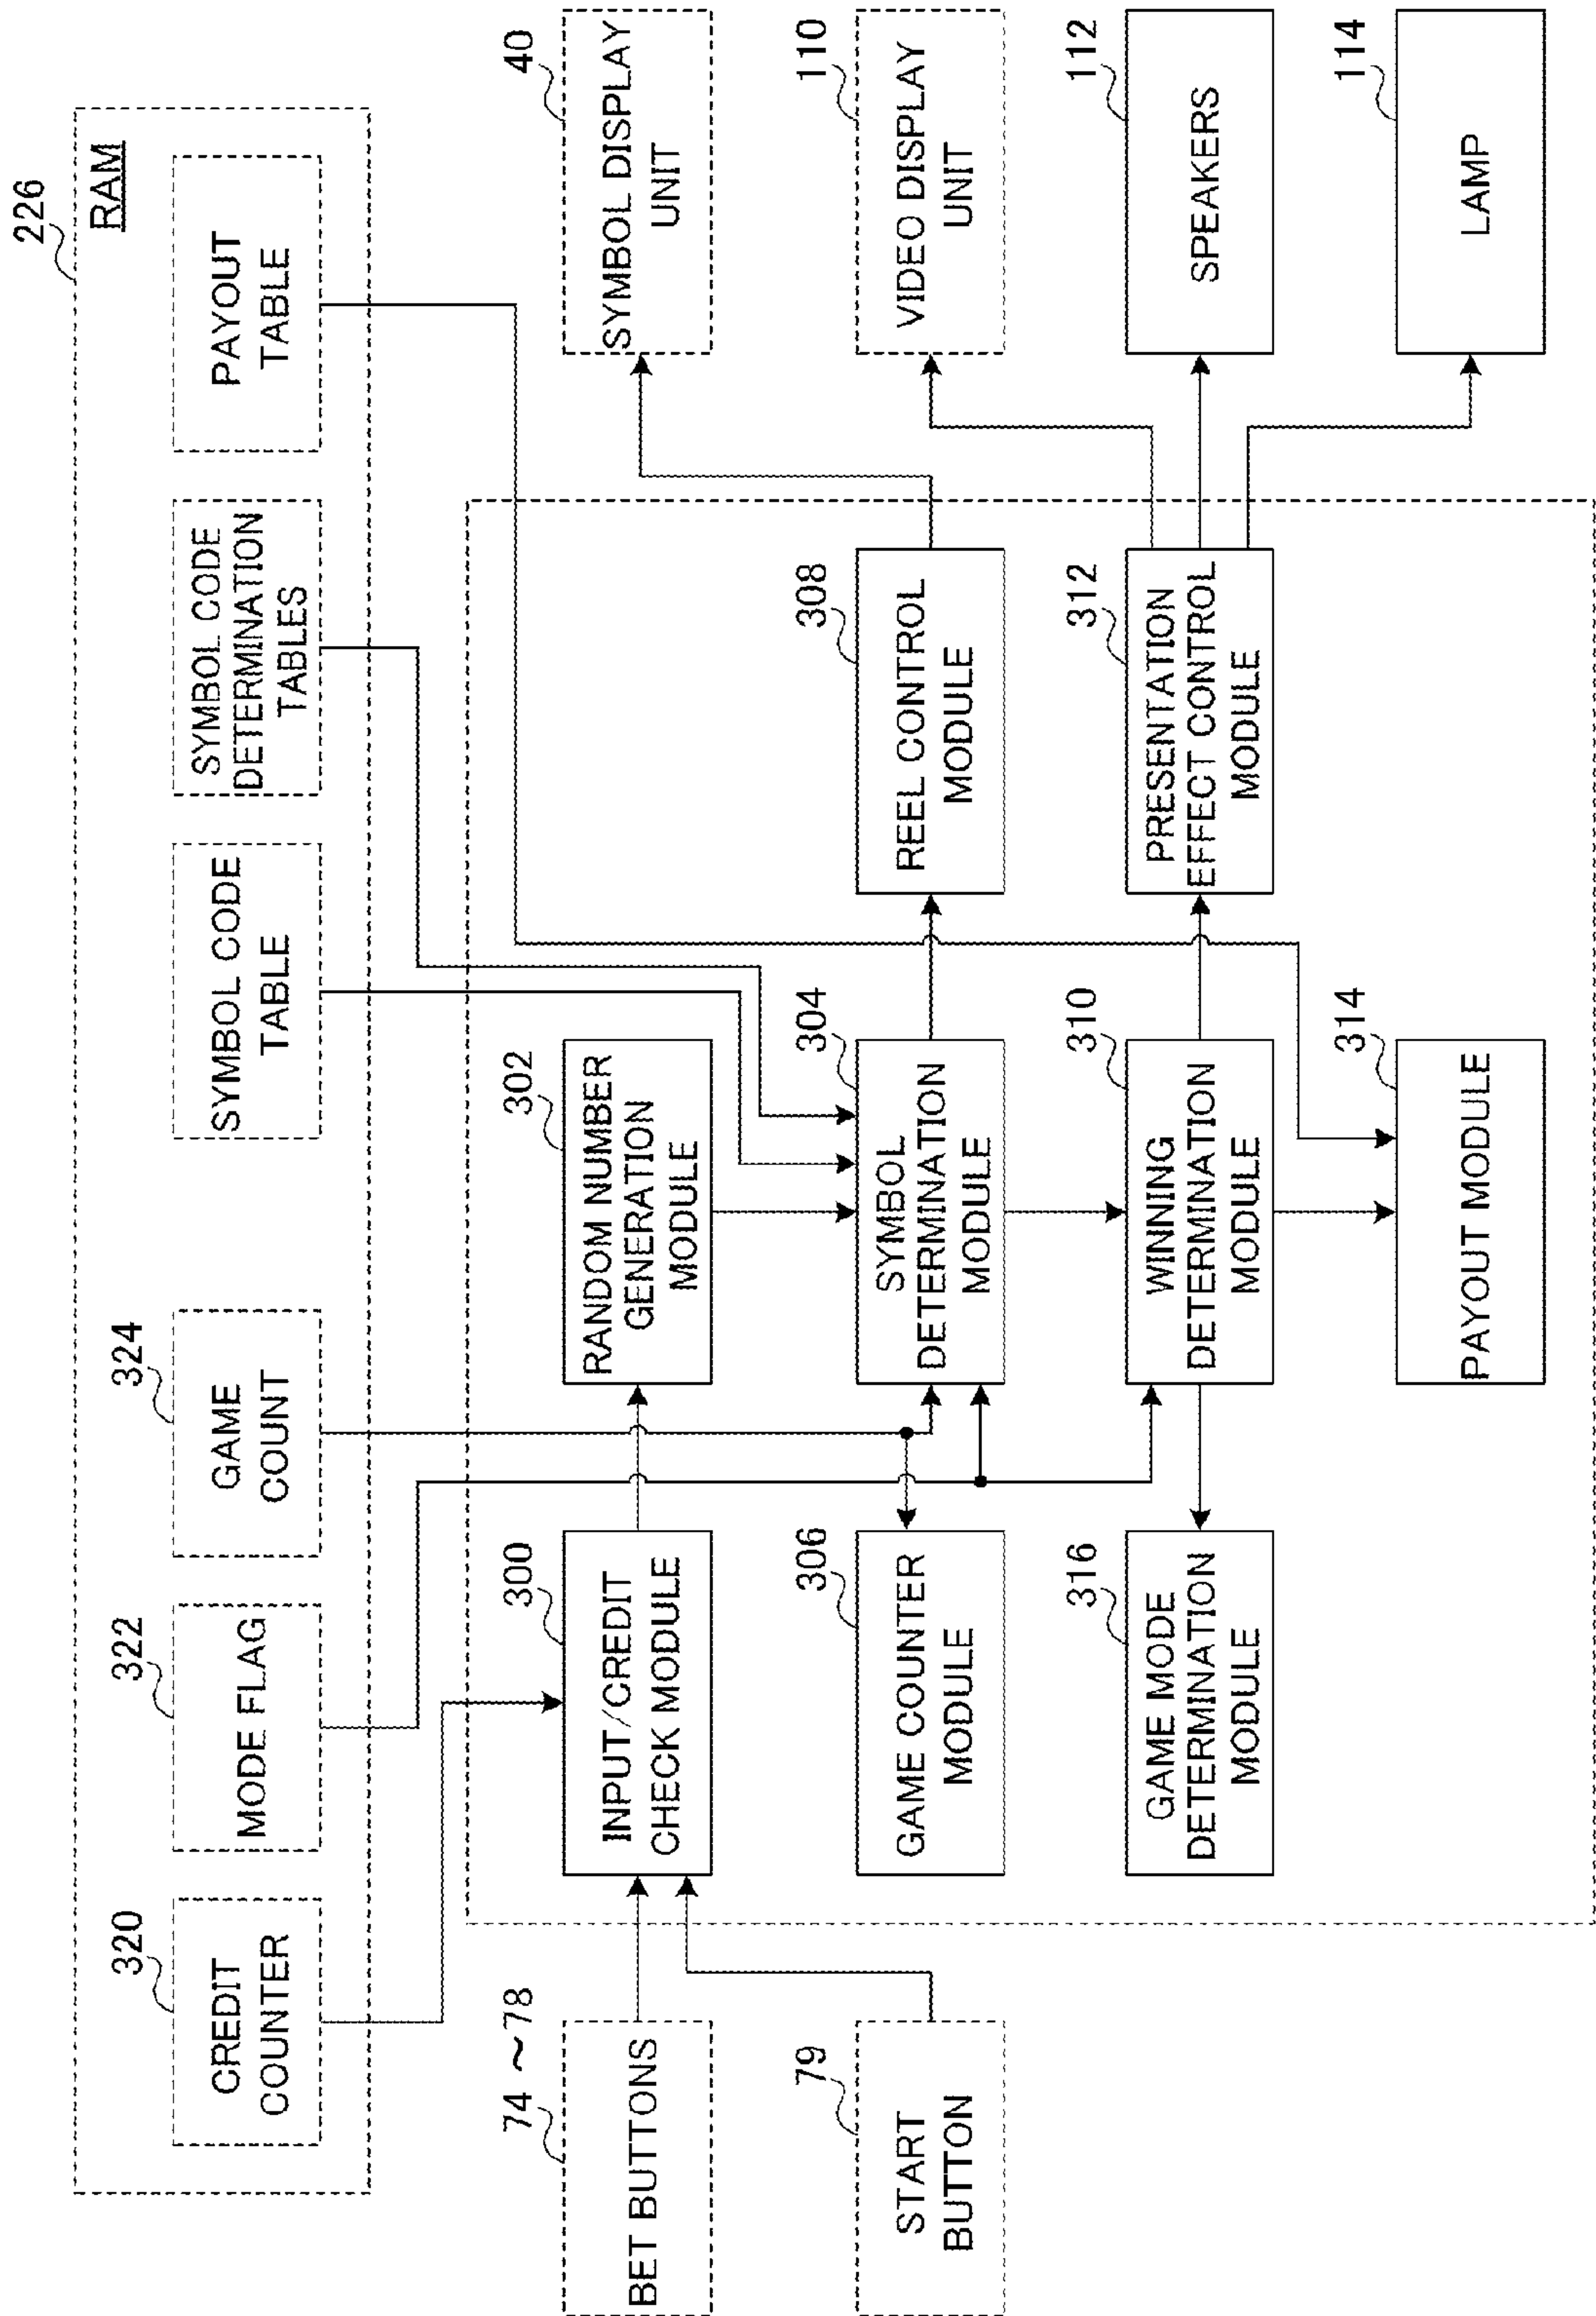 226
RAM
320
CREDIT
COUNTER
322
MODE FLAG
324
GAME
COUNT
SYMBOL CODE
TABLE
SYMBOL CODE
DETERMINATION
TABLES
PAYOUT
TABLE
74～78
BET BUTTONS
300
INPUT/CREDIT
CHECK MODULE
302
RANDOM NUMBER
GENERATION
MODULE
40
SYMBOL DISPLAY
UNIT
79
START
BUTTON
306
GAME COUNTER
MODULE
304
SYMBOL
DETERMINATION
MODULE
308
REEL CONTROL
MODULE
110
VIDEO DISPLAY
UNIT
316
GAME MODE
DETERMINATION
MODULE
310
WINNING
DETERMINATION
MODULE
312
PRESENTATION
EFFECT CONTROL
MODULE
112
SPEAKERS
314
PAYOUT MODULE
114
LAMP